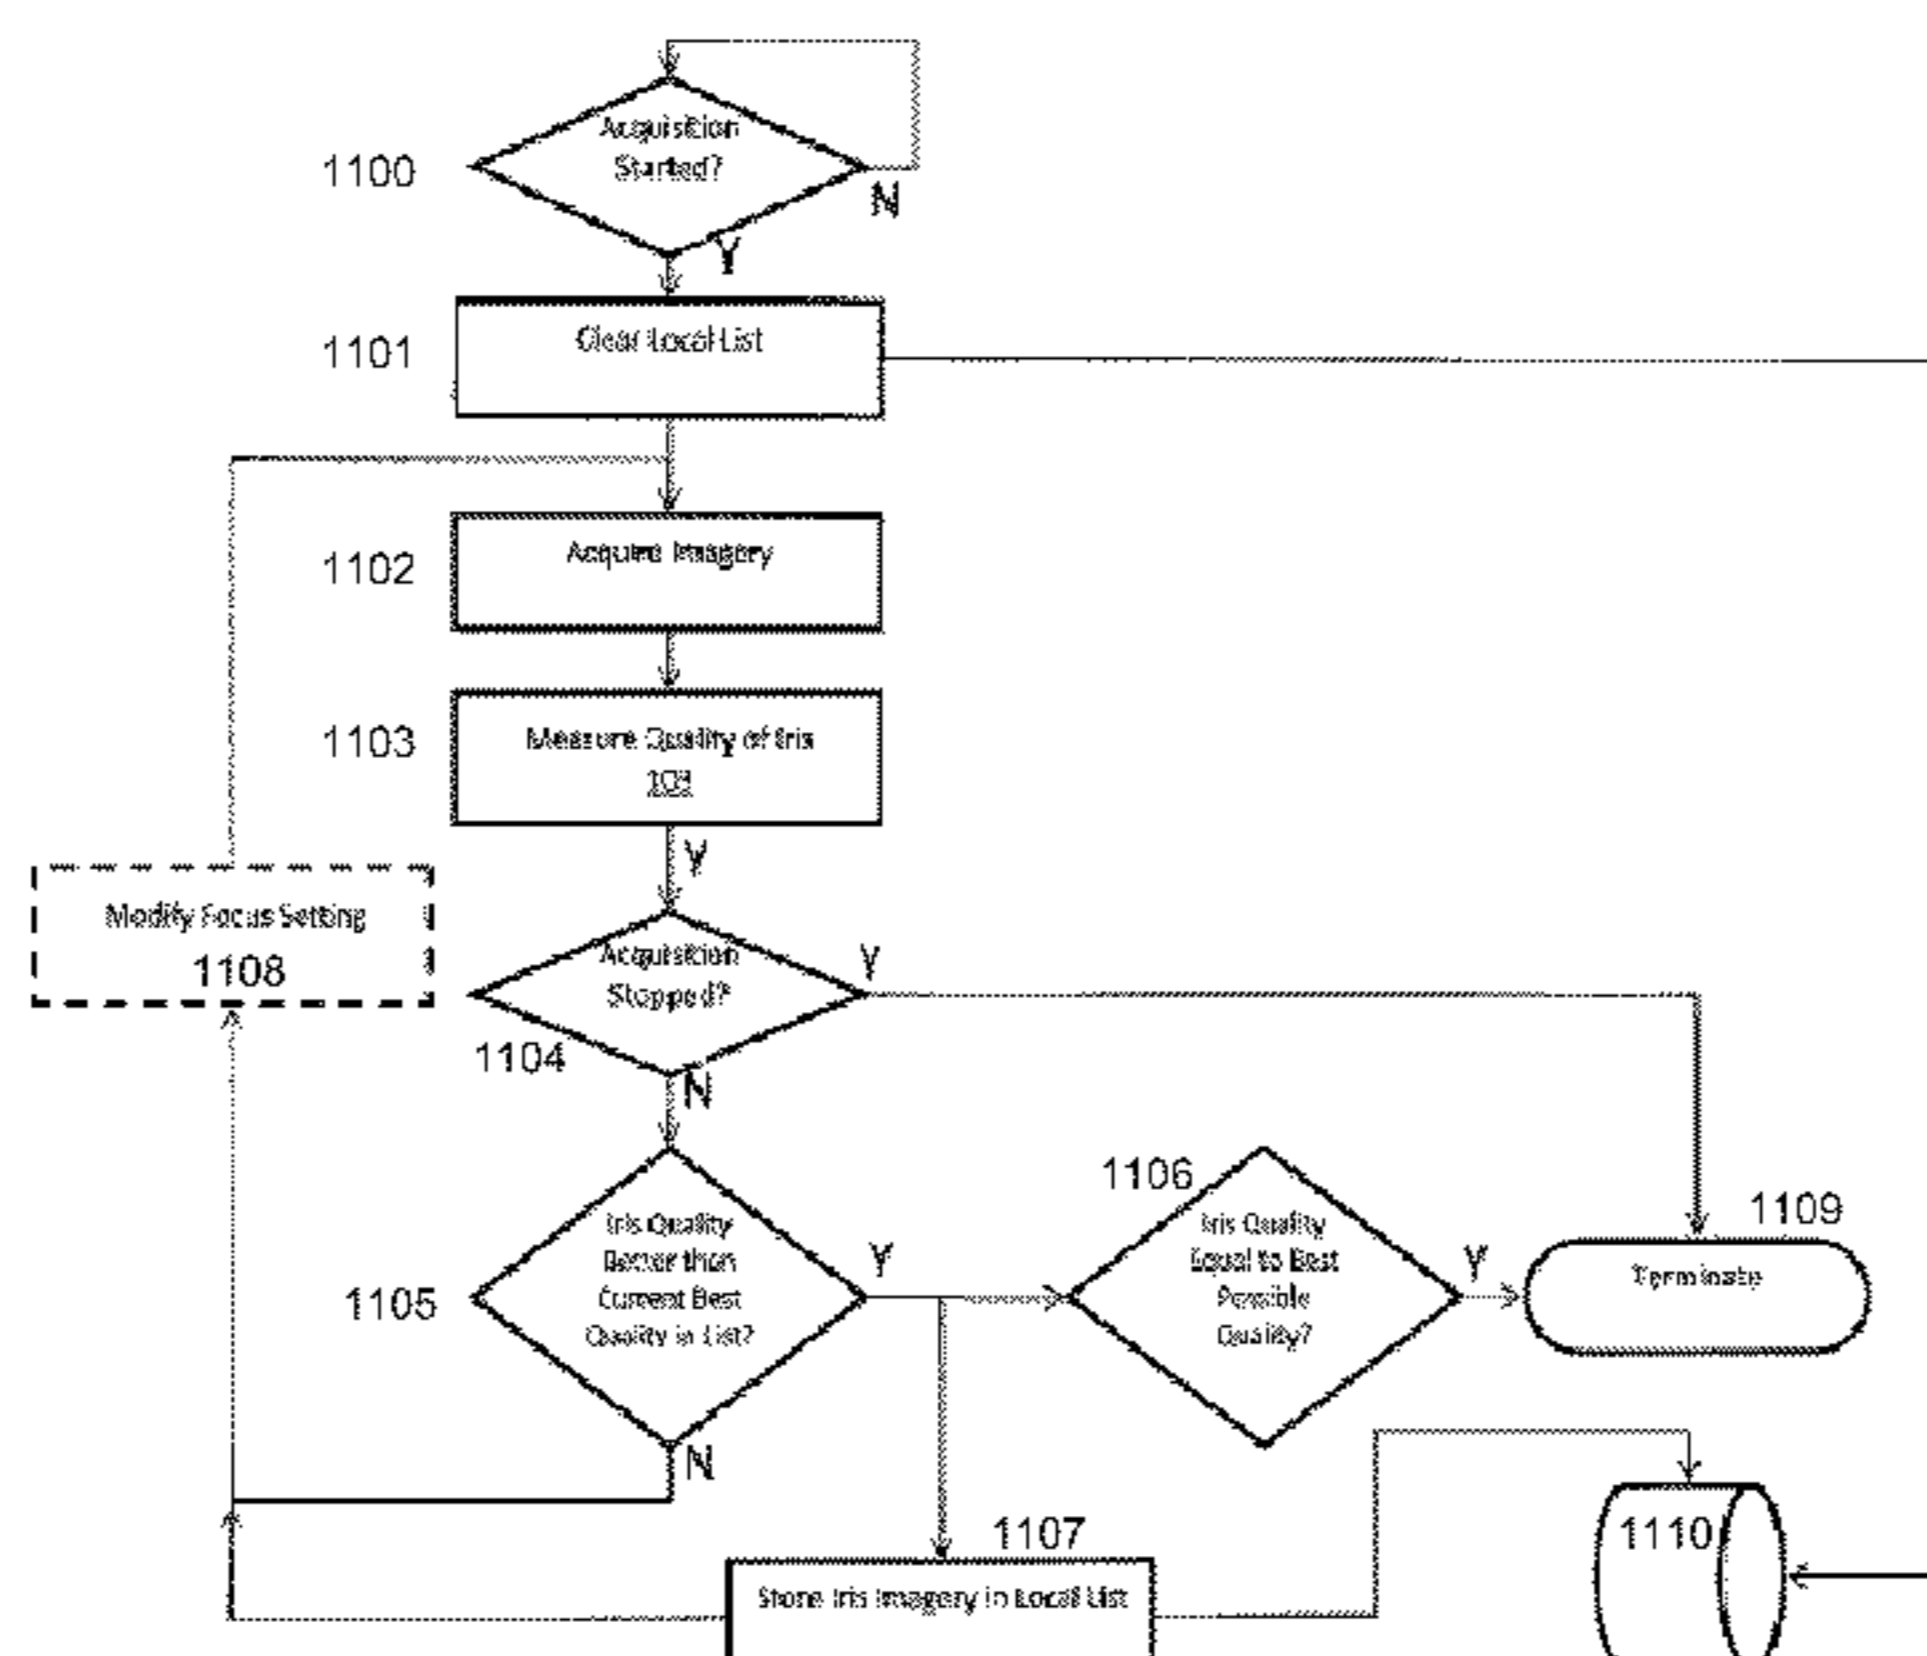 Acquisition
Started?
1100
N
Y
Clear Local List
1101
Acquire Imagery
1102
Measure Quality of Iris
103
1103
Y
Modify Focus Setting
1108
Acquisition
Stopped?
Y
1104
N
1106
Iris Quality
Better than
Current Best
Quality in List?
Y
1105
N
Iris Quality
Equal to Best
Possible
Quality?
Y
1109
Terminate
1107
Store Iris Imagery in Local List
1110